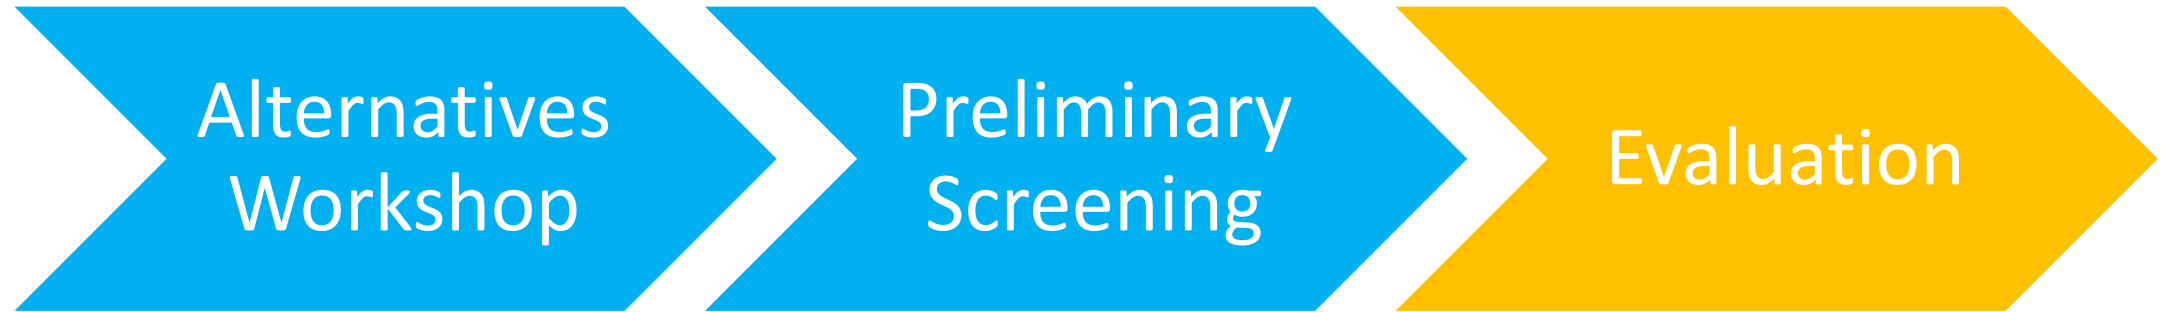 Alternatives
Workshop
Preliminary
Screening
Evaluation